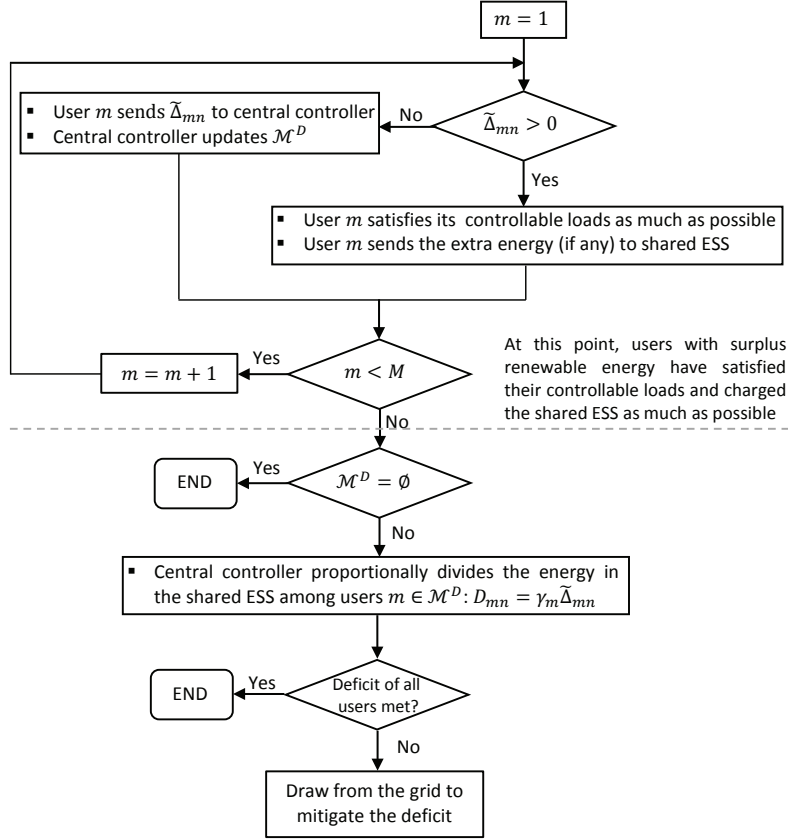 m = 1
▪ User m sends Δ̃ₘₙ to central controller
▪ Central controller updates ℳᴰ
No
Δ̃ₘₙ > 0
Yes
▪ User m satisfies its controllable loads as much as possible
▪ User m sends the extra energy (if any) to shared ESS
m = m + 1
Yes
m < M
At this point, users with surplus
renewable energy have satisfied
their controllable loads and charged
the shared ESS as much as possible
No
END
Yes
ℳᴰ = ∅
No
▪ Central controller proportionally divides the energy in
the shared ESS among users m ∈ ℳᴰ: Dₘₙ = γₘΔ̃ₘₙ
END
Yes
Deficit of all
users met?
No
Draw from the grid to
mitigate the deficit